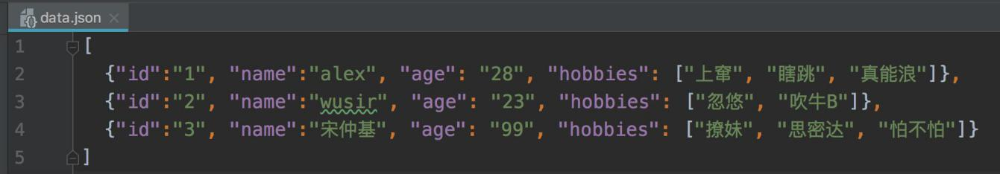 data.json
1 [
2 {"id":"1", "name":"alex", "age": "28", "hobbies": ["上窜", "瞎跳", "真能浪"]},
3 {"id":"2", "name":"wusir", "age": "23", "hobbies": ["忽悠", "吹牛B"]},
4 {"id":"3", "name":"宋仲基", "age": "99", "hobbies": ["撩妹", "思密达", "怕不怕"]}
5 ]